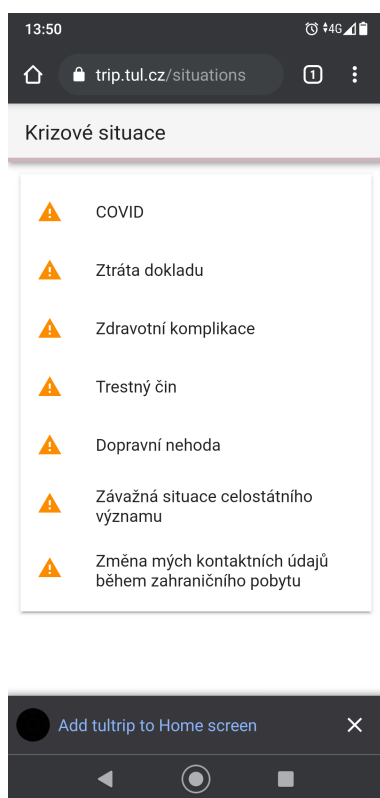 13:50
4G
trip.tul.cz/situations
1
Krizové situace
COVID
Ztráta dokladu
Zdravotní komplikace
Trestný čin
Dopravní nehoda
Závažná situace celostátního
významu
Změna mých kontaktních údajů
během zahraničního pobytu
Add tultrip to Home screen